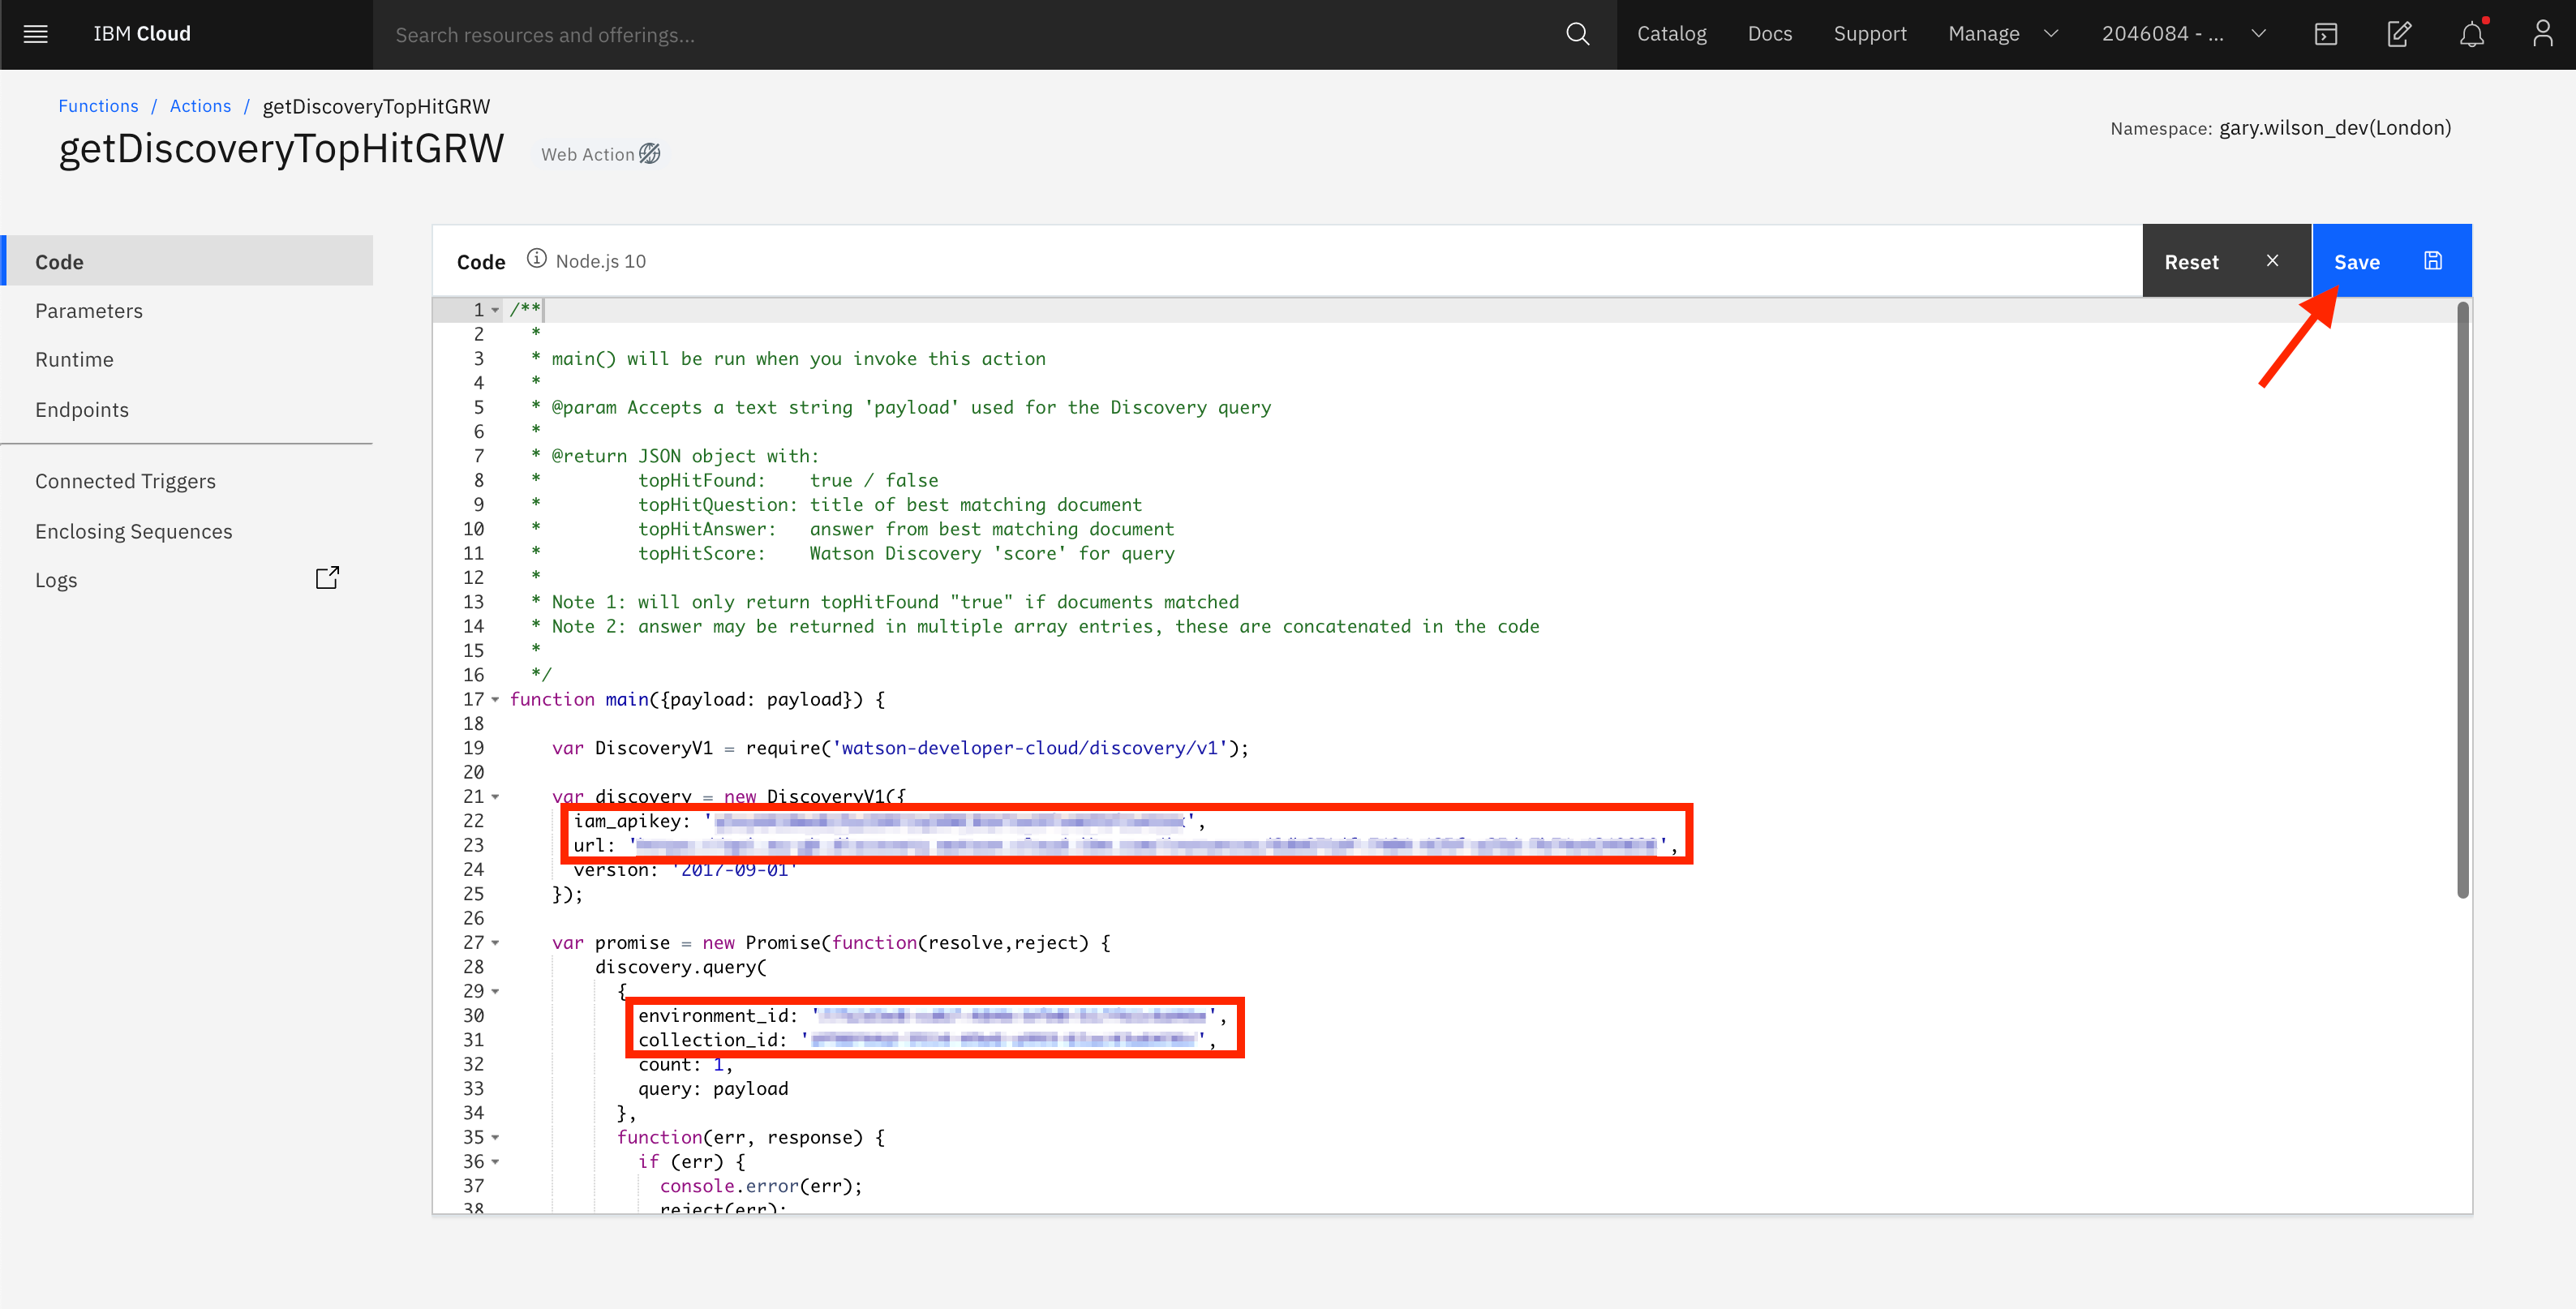 IBM Cloud
Search resources and offerings...
Catalog
Docs
Support
Manage
2046084 - ...
Functions / Actions / getDiscoveryTopHitGRW
getDiscoveryTopHitGRW
Web Action
Namespace: gary.wilson_dev(London)
Code
Parameters
Runtime
Endpoints
Connected Triggers
Enclosing Sequences
Logs
Code
Node.js 10
Reset
Save
1 /**
2 *
3 * main() will be run when you invoke this action
4 *
5 * @param Accepts a text string 'payload' used for the Discovery query
6 *
7 * @return JSON object with:
8 * topHitFound: true / false
9 * topHitQuestion: title of best matching document
10 * topHitAnswer: answer from best matching document
11 * topHitScore: Watson Discovery 'score' for query
12 *
13 * Note 1: will only return topHitFound "true" if documents matched
14 * Note 2: answer may be returned in multiple array entries, these are concatenated in the code
15 *
16 */
17 function main({payload: payload}) {
18
19 var DiscoveryV1 = require('watson-developer-cloud/discovery/v1');
20
21 var discovery = new DiscoveryV1({
22 iam_apikey: '',
23 url: '',
24 version: '2017-09-01'
25 });
26
27 var promise = new Promise(function(resolve,reject) {
28 discovery.query(
29 {
30 environment_id: '',
31 collection_id: '',
32 count: 1,
33 query: payload
34 },
35 function(err, response) {
36 if (err) {
37 console.error(err);
38 reject(err);